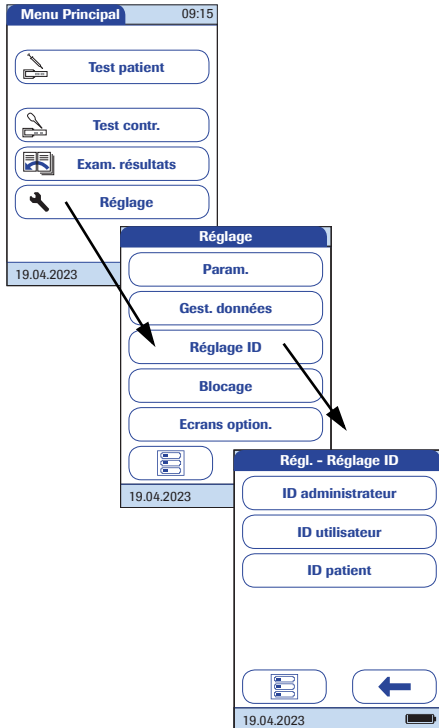 Menu Principal 09:15
Test patient
Test contr.
Exam. résultats
Réglage
19.04.2023
Réglage
Param.
Gest. données
Réglage ID
Blocage
Ecrans option.
19.04.2023
Régl. - Réglage ID
ID administrateur
ID utilisateur
ID patient
19.04.2023